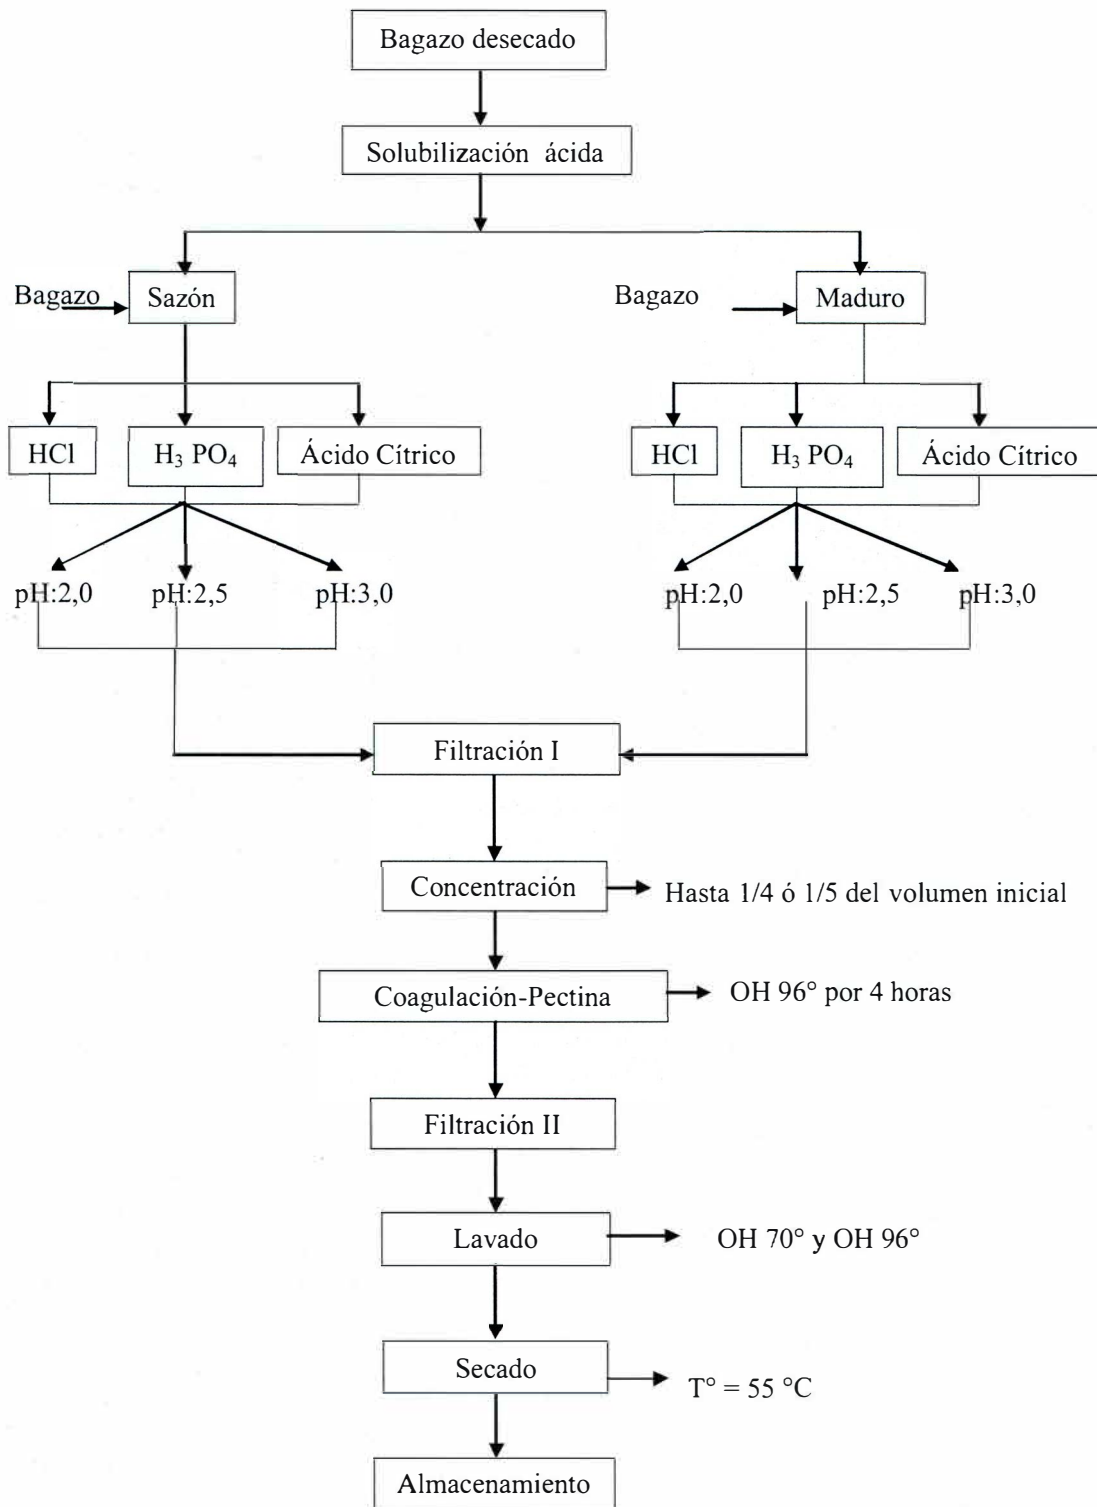 Bagazo desecado
Solubilización ácida
Bagazo
Sazón
Bagazo
Maduro
HCl
H₃ PO₄
Ácido Cítrico
HCl
H₃ PO₄
Ácido Cítrico
pH:2,0
pH:2,5
pH:3,0
pH:2,0
pH:2,5
pH:3,0
Filtración I
Concentración
Hasta 1/4 ó 1/5 del volumen inicial
Coagulación-Pectina
OH 96° por 4 horas
Filtración II
Lavado
OH 70° y OH 96°
Secado
T° = 55 °C
Almacenamiento